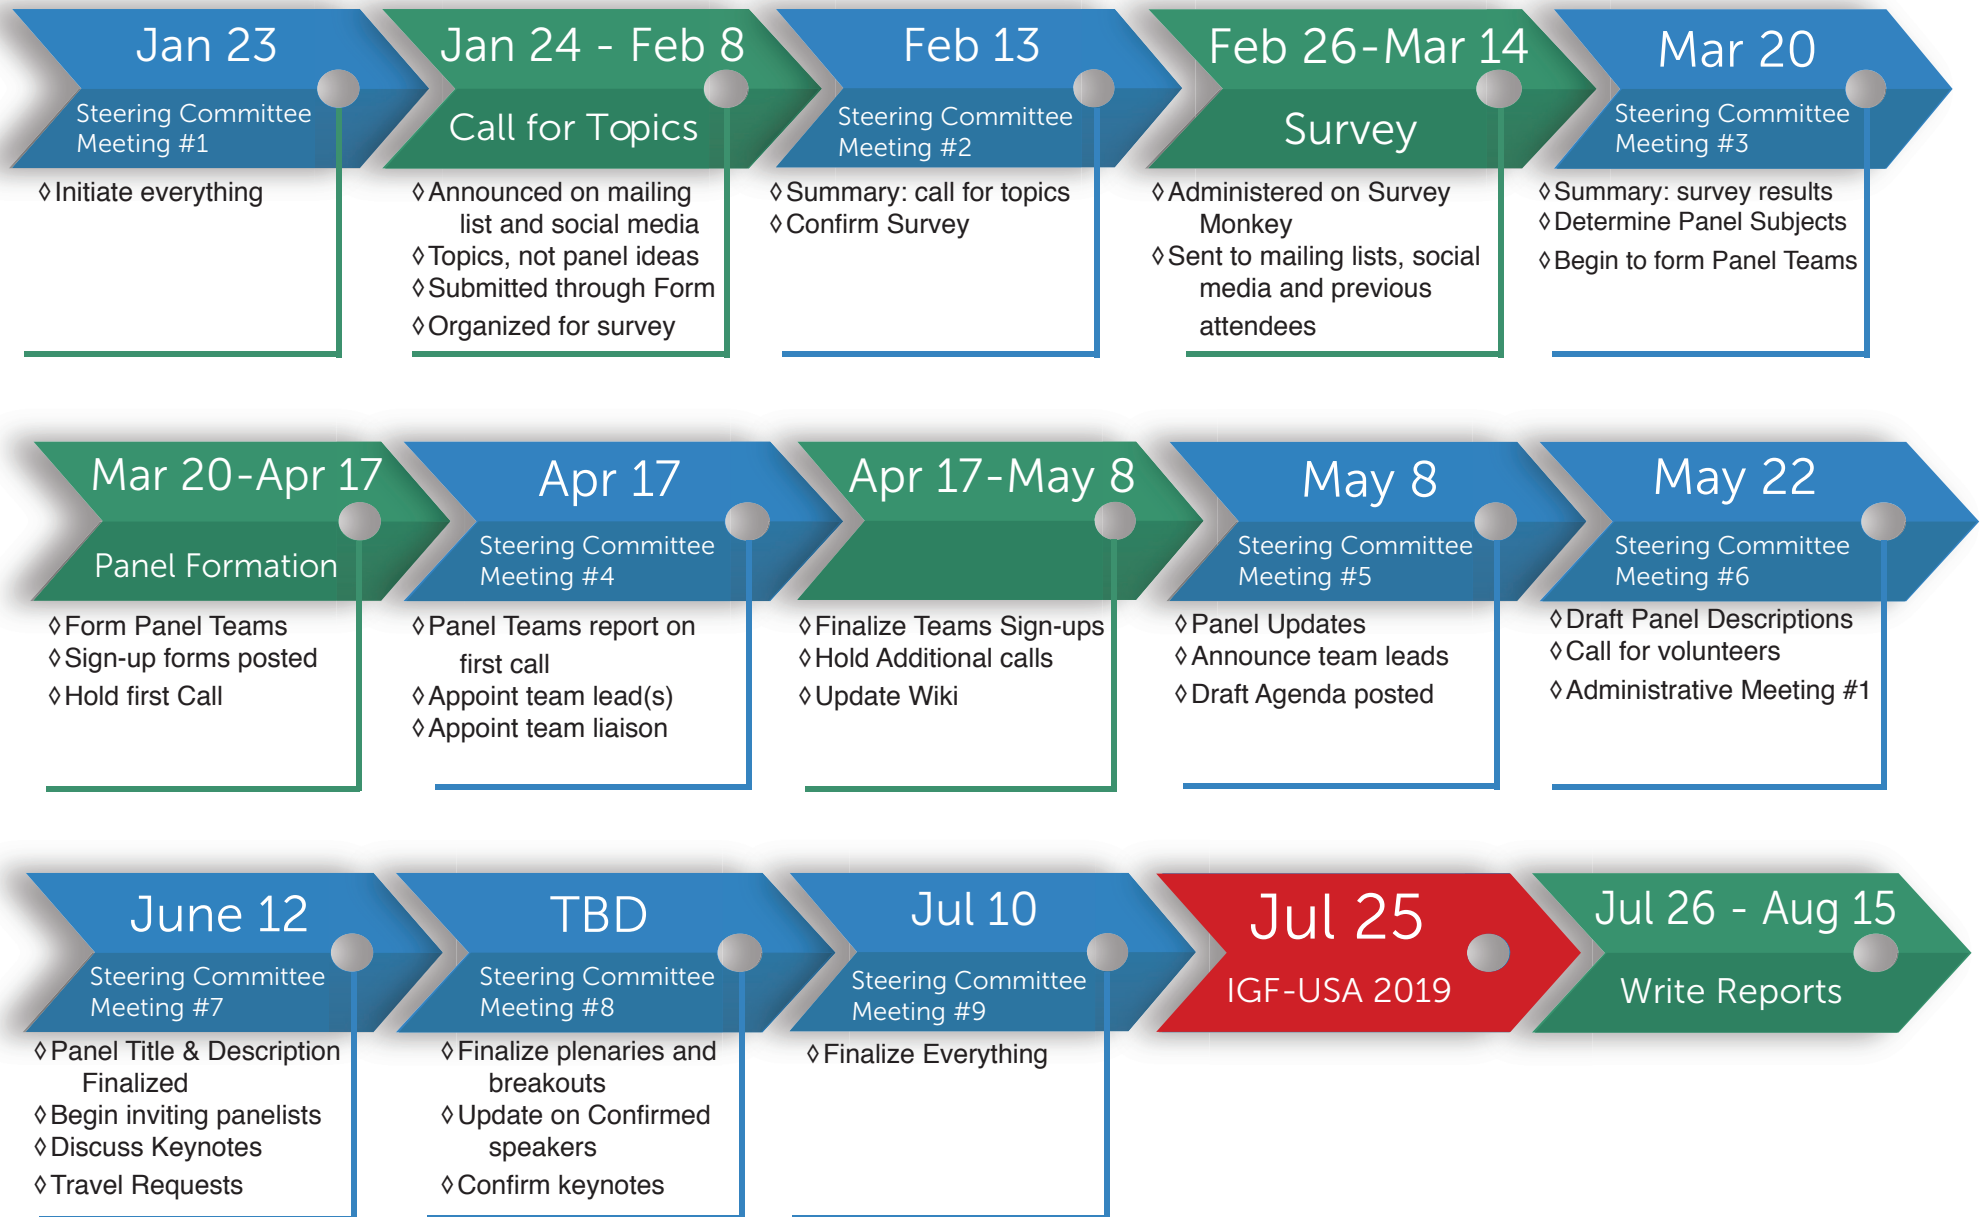 Jan 23
Steering Committee
Meeting #1
◊Initiate everything
Jan 24 - Feb 8
Call for Topics
◊Announced on mailing
list and social media
◊Topics, not panel ideas
◊Submitted through Form
◊Organized for survey
Feb 13
Steering Committee
Meeting #2
◊Summary: call for topics
◊Confirm Survey
Feb 26-Mar 14
Survey
◊Administered on Survey
Monkey
◊Sent to mailing lists, social
media and previous
attendees
Mar 20
Steering Committee
Meeting #3
◊Summary: survey results
◊Determine Panel Subjects
◊Begin to form Panel Teams
Mar 20-Apr 17
Panel Formation
◊Form Panel Teams
◊Sign-up forms posted
◊Hold first Call
Apr 17
Steering Committee
Meeting #4
◊Panel Teams report on
first call
◊Appoint team lead(s)
◊Appoint team liaison
Apr 17-May 8
◊Finalize Teams Sign-ups
◊Hold Additional calls
◊Update Wiki
May 8
Steering Committee
Meeting #5
◊Panel Updates
◊Announce team leads
◊Draft Agenda posted
May 22
Steering Committee
Meeting #6
◊Draft Panel Descriptions
◊Call for volunteers
◊Administrative Meeting #1
June 12
Steering Committee
Meeting #7
◊Panel Title & Description
Finalized
◊Begin inviting panelists
◊Discuss Keynotes
◊Travel Requests
TBD
Steering Committee
Meeting #8
◊Finalize plenaries and
breakouts
◊Update on Confirmed
speakers
◊Confirm keynotes
Jul 10
Steering Committee
Meeting #9
◊Finalize Everything
Jul 25
IGF-USA 2019
Jul 26 - Aug 15
Write Reports